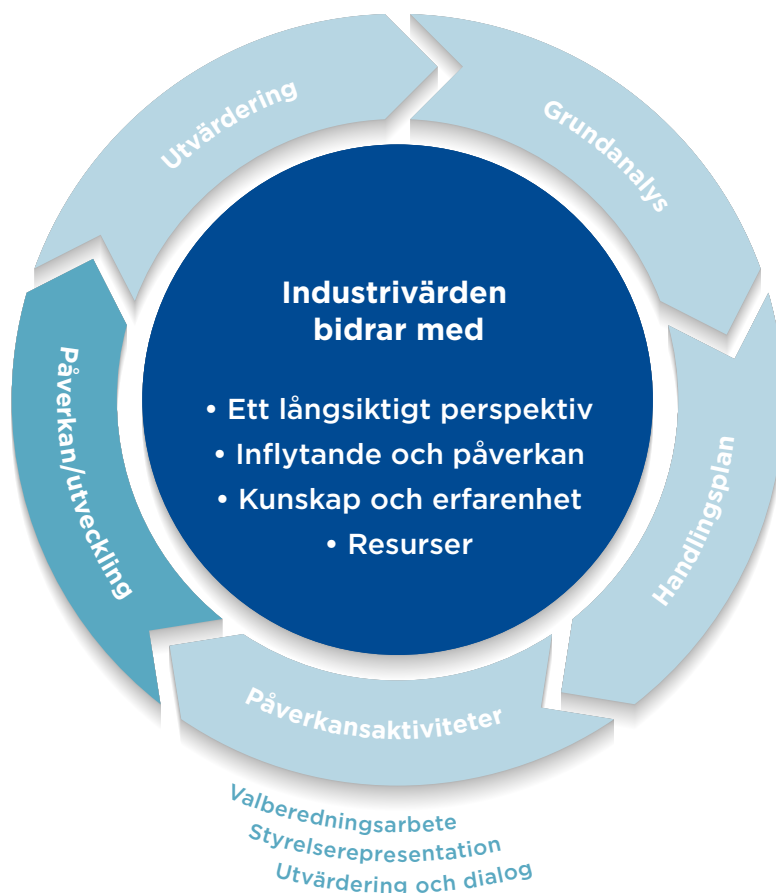 Utvärdering
Grundanalys
Industrivärden
bidrar med
• Ett långsiktigt perspektiv
• Inflytande och påverkan
• Kunskap och erfarenhet
• Resurser
Handlingsplan
Påverkansaktiviteter
Påverkan/utveckling
Valberedningsarbete
Styrelserepresentation
Utvärdering och dialog